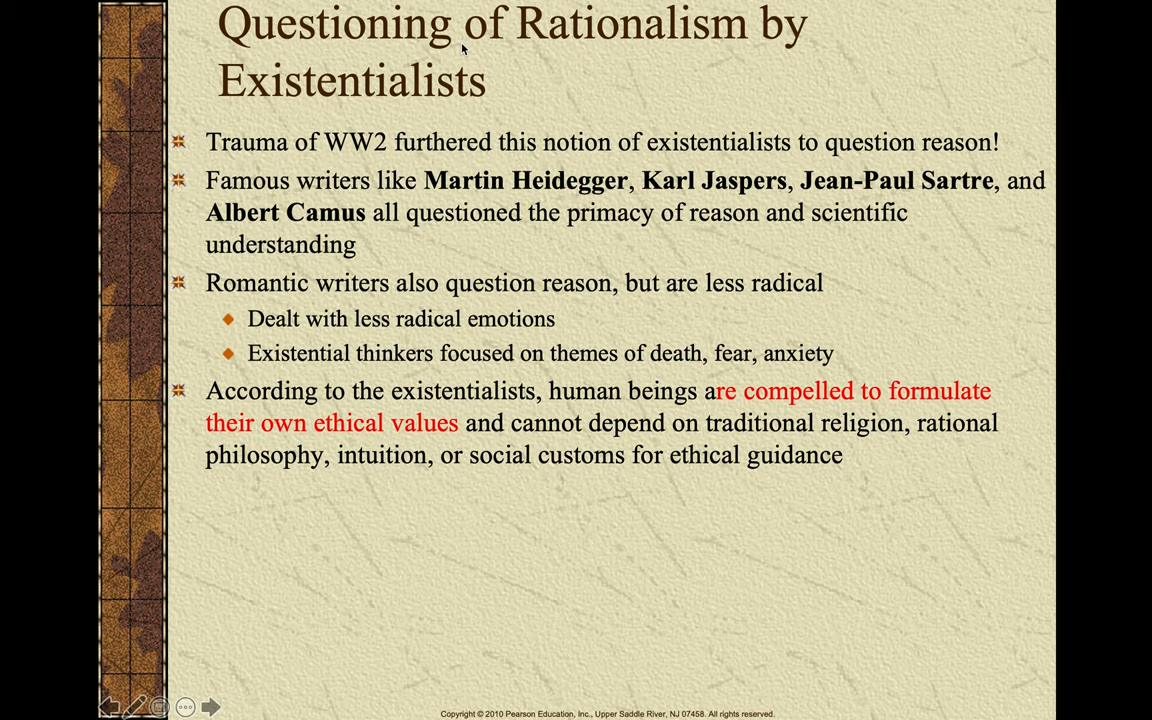 Questioning of Rationalism by
Existentialists
Trauma of WW2 furthered this notion of existentialists to question reason!
Famous writers like Martin Heidegger, Karl Jaspers, Jean-Paul Sartre, and
Albert Camus all questioned the primacy of reason and scientific
understanding
Romantic writers also question reason, but are less radical
Dealt with less radical emotions
Existential thinkers focused on themes of death, fear, anxiety
According to the existentialists, human beings are compelled to formulate
their own ethical values and cannot depend on traditional religion, rational
philosophy, intuition, or social customs for ethical guidance
Copyright © 2010 Pearson Education, Inc., Upper Saddle River, NJ 07458. All rights reserved.